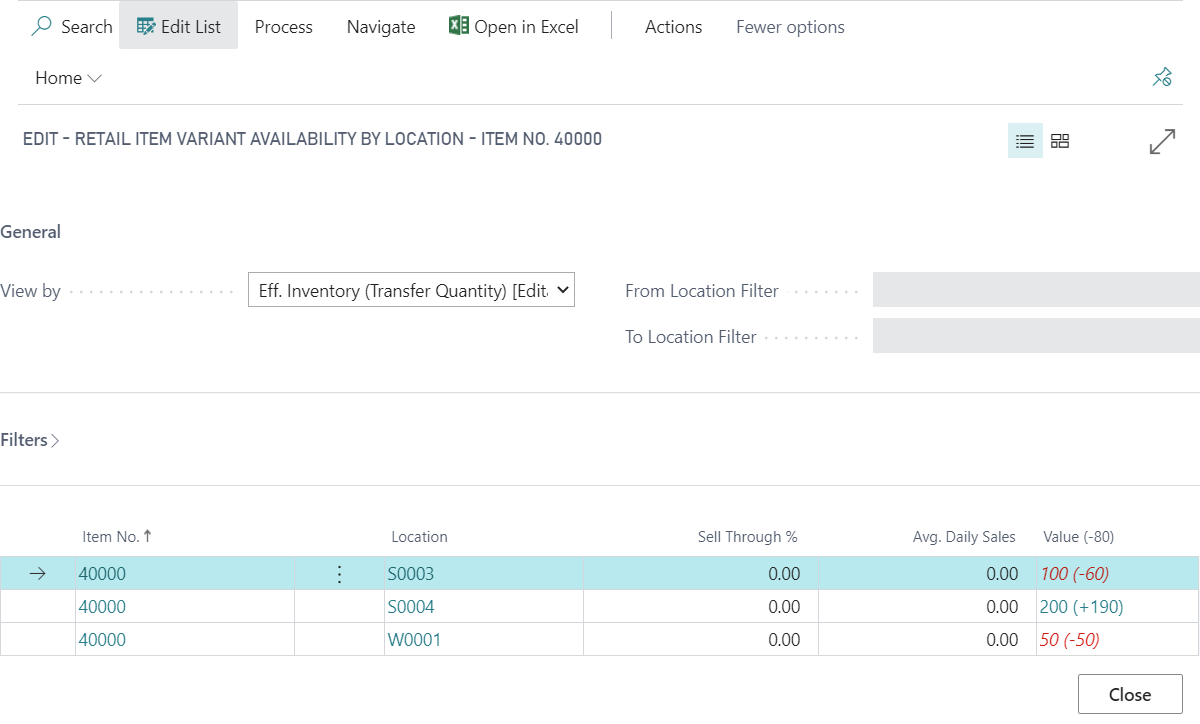 Search Edit List Process Navigate Open in Excel Actions Fewer options
Home
EDIT - RETAIL ITEM VARIANT AVAILABILITY BY LOCATION - ITEM NO. 40000
General
View by Eff. Inventory (Transfer Quantity) [Edit From Location Filter
To Location Filter
Filters
Item No. ↑ Location Sell Through % Avg. Daily Sales Value (-80)
→ 40000 ⋮ S0003 0.00 0.00 100 (-60)
40000 S0004 0.00 0.00 200 (+190)
40000 W0001 0.00 0.00 50 (-50)
Close